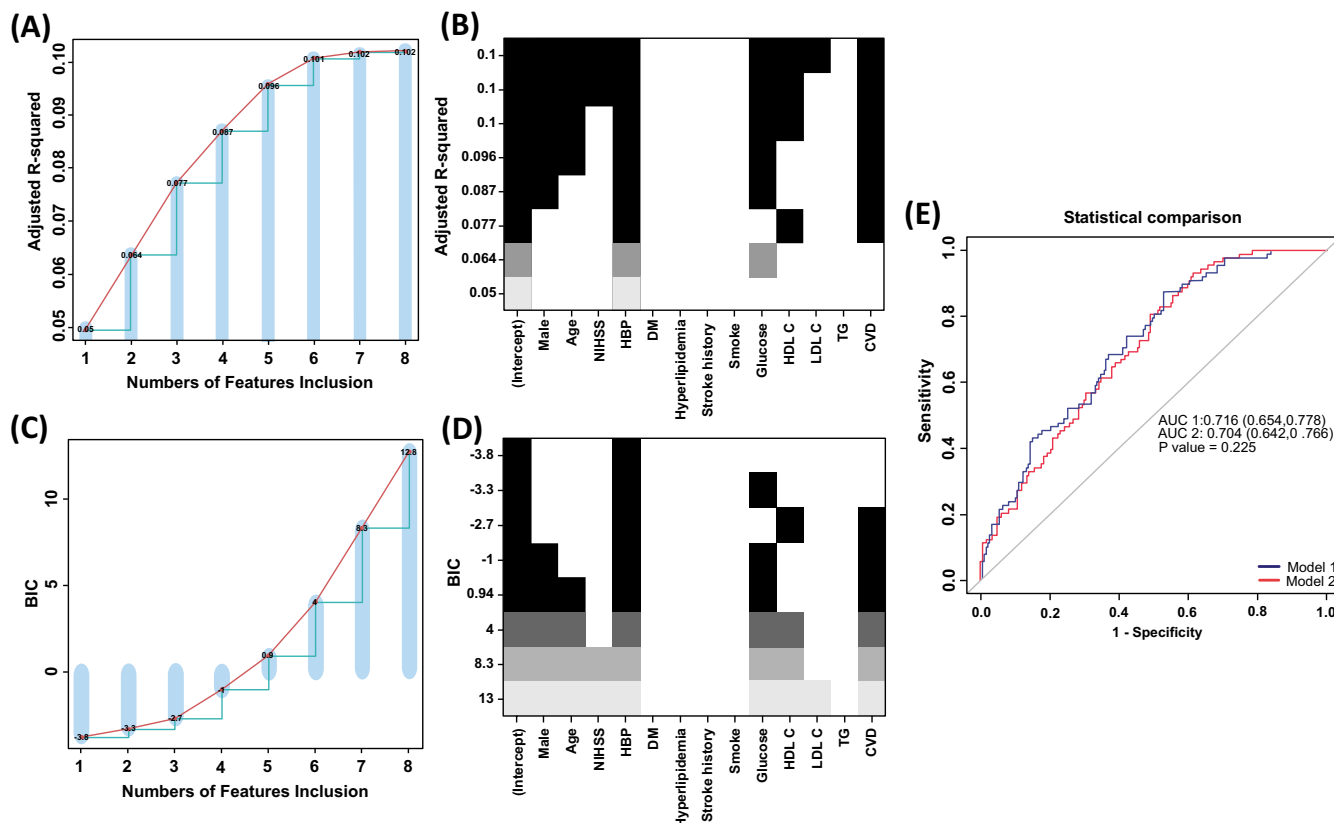 (A)
Adjusted R-squared
0.10
0.09
0.08
0.07
0.06
0.05
0.05
0.064
0.077
0.087
0.096
0.101
0.102
0.102
1 2 3 4 5 6 7 8
Numbers of Features Inclusion
(B)
Adjusted R-squared
0.1
0.1
0.1
0.096
0.087
0.077
0.064
0.05
(Intercept)
Male
Age
NIHSS
HBP
DM
Hyperlipidemia
Stroke history
Smoke
Glucose
HDL C
LDL C
TG
CVD
(C)
BIC
10
5
0
-3.8
-3.3
-2.7
-1
0.9
4
8.3
12.8
1 2 3 4 5 6 7 8
Numbers of Features Inclusion
(D)
BIC
-3.8
-3.3
-2.7
-1
0.94
4
8.3
13
(Intercept)
Male
Age
NIHSS
HBP
DM
Hyperlipidemia
Stroke history
Smoke
Glucose
HDL C
LDL C
TG
CVD
(E)
Statistical comparison
Sensitivity
1.0
0.8
0.6
0.4
0.2
0.0
AUC 1:0.716 (0.654,0.778)
AUC 2: 0.704 (0.642,0 .766)
P value = 0.225
Model 1
Model 2
0.0 0.2 0.4 0.6 0.8 1.0
1 - Specificity